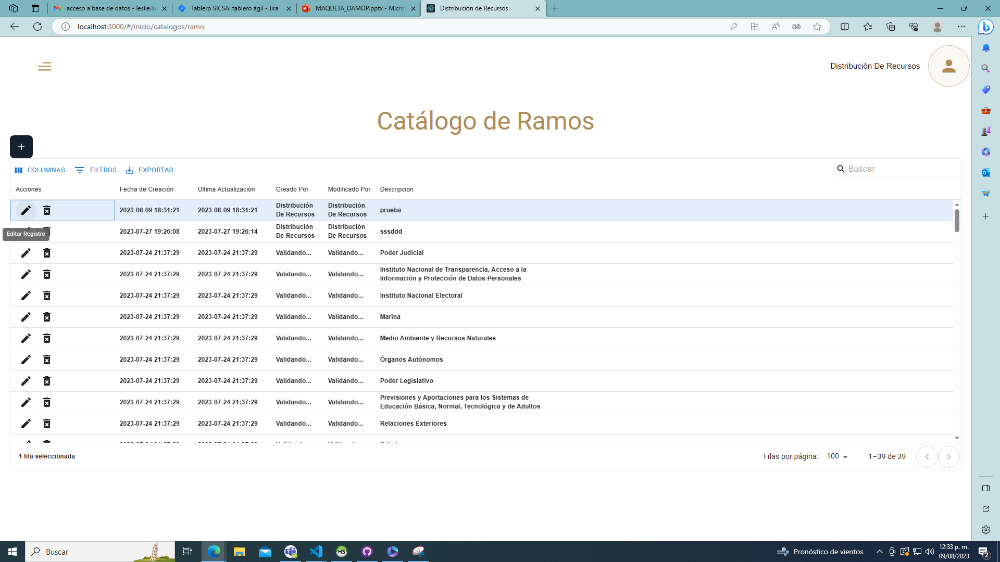 acceso a base de datos - leslie.lu
Tablero SICSA: tablero ágil - Jira
MAQUETA_DAMOP.pptx - Micros
Distribución de Recursos
localhost:3000/#/inicio/catalogos/ramo
Distribución De Recursos
Catálogo de Ramos
COLUMNAS
FILTROS
EXPORTAR
Buscar
Acciones Fecha de Creación Ultima Actualización Creado Por Modificado Por Descripcion
2023-08-09 18:31:21 2023-08-09 18:31:21 Distribución De Recursos Distribución De Recursos prueba
Editar Registro
2023-07-27 19:26:08 2023-07-27 19:26:14 Distribución De Recursos Distribución De Recursos sssddd
2023-07-24 21:37:29 2023-07-24 21:37:29 Validando... Validando... Poder Judicial
2023-07-24 21:37:29 2023-07-24 21:37:29 Validando... Validando... Instituto Nacional de Transparencia, Acceso a la
Información y Protección de Datos Personales
2023-07-24 21:37:29 2023-07-24 21:37:29 Validando... Validando... Instituto Nacional Electoral
2023-07-24 21:37:29 2023-07-24 21:37:29 Validando... Validando... Marina
2023-07-24 21:37:29 2023-07-24 21:37:29 Validando... Validando... Medio Ambiente y Recursos Naturales
2023-07-24 21:37:29 2023-07-24 21:37:29 Validando... Validando... Órganos Autónomos
2023-07-24 21:37:29 2023-07-24 21:37:29 Validando... Validando... Poder Legislativo
2023-07-24 21:37:29 2023-07-24 21:37:29 Validando... Validando... Previsiones y Aportaciones para los Sistemas de
Educación Básica, Normal, Tecnológica y de Adultos
2023-07-24 21:37:29 2023-07-24 21:37:29 Validando... Validando... Relaciones Exteriores
1 fila seleccionada
Filas por página: 100 1–39 de 39
Buscar
Pronóstico de vientos
12:33 p. m.
09/08/2023
2